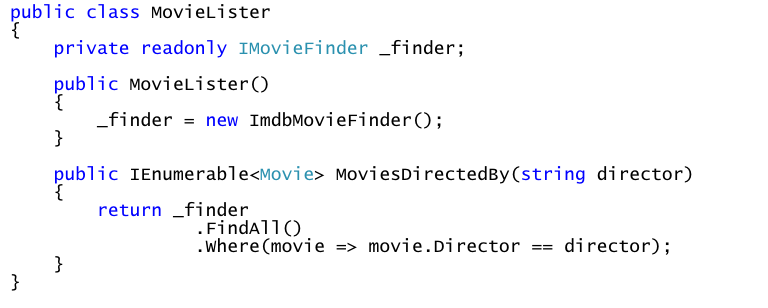 public class MovieLister
{
    private readonly IMovieFinder _finder;

    public MovieLister()
    {
        _finder = new ImdbMovieFinder();
    }

    public IEnumerable<Movie> MoviesDirectedBy(string director)
    {
        return _finder
                 .FindAll()
                 .Where(movie => movie.Director == director);
    }
}